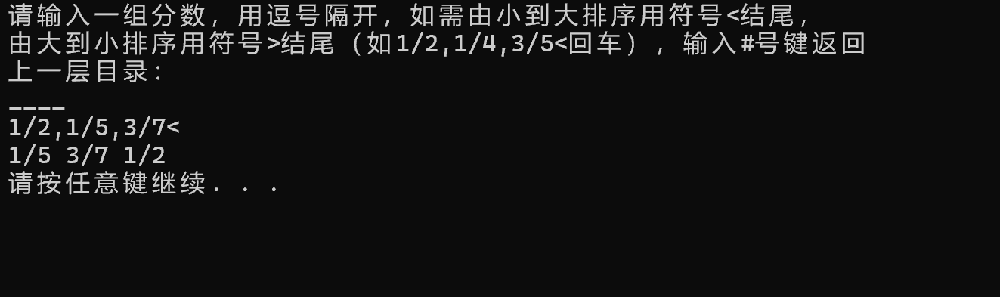 请输入一组分数，用逗号隔开，如需由小到大排序用符号<结尾，
由大到小排序用符号>结尾（如1/2,1/4,3/5<回车），输入#号键返回
上一层目录：
____
1/2,1/5,3/7<
1/5 3/7 1/2
请按任意键继续. . .